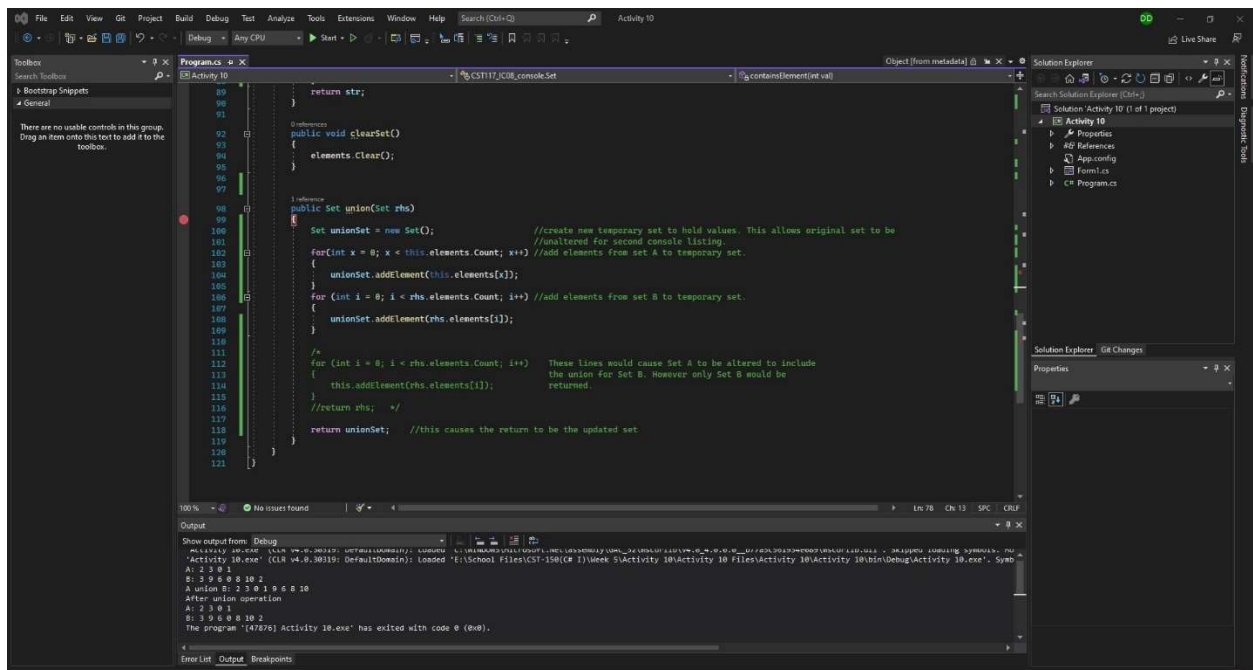 File Edit View Git Project Build Debug Test Analyze Tools Extensions Window Help Search (Ctrl+Q) Activity 10 DD
Debug Any CPU Start Live Share
Toolbox
Search Toolbox
Bootstrap Snippets
General
There are no usable controls in this group.
Drag an item onto this text to add it to the
toolbox.
Program.cs Object [from metadata]
Activity 10 CST117_IC08_console.Set containsElement(int val)
89 return str;
90 }
91
0 references
92 public void clearSet()
93 {
94 elements.Clear();
95 }
96
97
1 reference
98 public Set union(Set rhs)
99 {
100 Set unionSet = new Set(); //create new temporary set to hold values. This allows original set to be
101 //unaltered for second console listing.
102 for(int x = 0; x < this.elements.Count; x++) //add elements from set A to temporary set.
103 {
104 unionSet.addElement(this.elements[x]);
105 }
106 for (int i = 0; i < rhs.elements.Count; i++) //add elements from set B to temporary set.
107 {
108 unionSet.addElement(rhs.elements[i]);
109 }
110
111 /*
112 for (int i = 0; i < rhs.elements.Count; i++) These lines would cause Set A to be altered to include
113 { the union for Set B. However only Set B would be
114 this.addElement(rhs.elements[i]); returned.
115 }
116 //return rhs; */
117
118 return unionSet; //this causes the return to be the updated set
119 }
120 }
121 }
100 % No issues found Ln: 78 Ch: 13 SPC CRLF
Output
Show output from: Debug
'Activity 10.exe' (CLR v4.0.30319: DefaultDomain): Loaded
'Activity 10.exe' (CLR v4.0.30319: DefaultDomain): Loaded 'E:\School Files\CST-150(C# I)\Week 5\Activity 10\Activity 10 Files\Activity 10\Activity 10\bin\Debug\Activity 10.exe'. Symb
A: 2 3 0 1
B: 3 9 6 0 8 10 2
A union B: 2 3 0 1 9 6 8 10
After union operation
A: 2 3 0 1
B: 3 9 6 0 8 10 2
The program '[47876] Activity 10.exe' has exited with code 0 (0x0).
Error List Output Breakpoints
Solution Explorer
Search Solution Explorer (Ctrl+;)
Solution 'Activity 10' (1 of 1 project)
Activity 10
Properties
References
App.config
Form1.cs
C# Program.cs
Solution Explorer Git Changes
Properties
Notifications
Diagnostic Tools